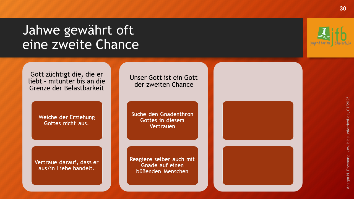 30
Jahwe gewährt oft
eine zweite Chance
jtb
Gott züchtigt die, die er
liebt – mitunter bis an die
Grenze der Belastbarkeit
Weiche der Erziehung
Gottes nicht aus.
Vertraue darauf, dass er
aus/in Liebe handelt.
Unser Gott ist ein Gott
der zweiten Chance
Suche den Gnadenthron
Gottes in diesem
Vertrauen
Reagiere selber auch mit
Gnade auf einen
büßenden Menschen